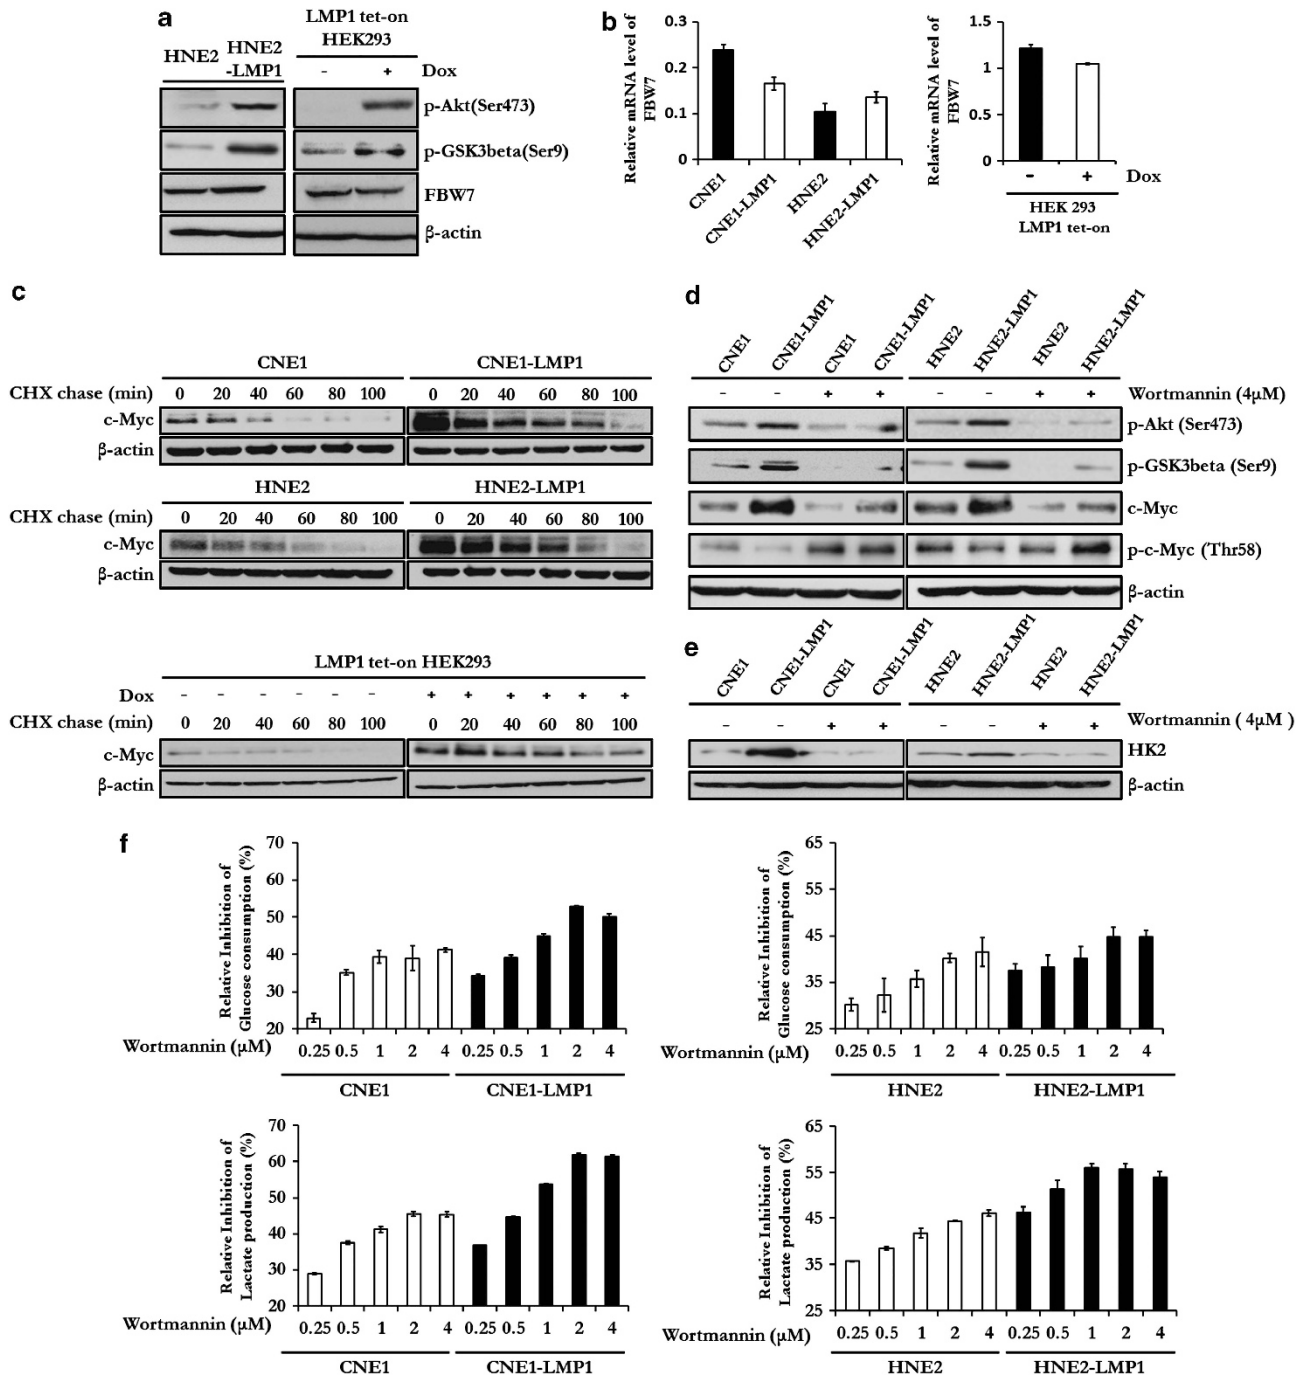 a
HNE2
HNE2
-LMP1
LMP1 tet-on
HEK293
- + Dox
p-Akt(Ser473)
p-GSK3beta(Ser9)
FBW7
β-actin
b
Relative mRNA level of
FBW7
0.3
0.2
0.1
0
CNE1
CNE1-LMP1
HNE2
HNE2-LMP1
Relative mRNA level of
FBW7
1.5
1
0.5
0
- + Dox
HEK 293
LMP1 tet-on
c
CNE1
CNE1-LMP1
CHX chase (min) 0 20 40 60 80 100 0 20 40 60 80 100
c-Myc
β-actin
HNE2
HNE2-LMP1
CHX chase (min) 0 20 40 60 80 100 0 20 40 60 80 100
c-Myc
β-actin
LMP1 tet-on HEK293
Dox - - - - - - + + + + + +
CHX chase (min) 0 20 40 60 80 100 0 20 40 60 80 100
c-Myc
β-actin
d
CNE1
CNE1-LMP1
CNE1
CNE1-LMP1
HNE2
HNE2-LMP1
HNE2
HNE2-LMP1
- - + + - - + + Wortmannin (4μM)
p-Akt (Ser473)
p-GSK3beta (Ser9)
c-Myc
p-c-Myc (Thr58)
β-actin
e
CNE1
CNE1-LMP1
CNE1
CNE1-LMP1
HNE2
HNE2-LMP1
HNE2
HNE2-LMP1
- - + + - - + + Wortmannin ( 4μM )
HK2
β-actin
f
Relative Inhibition of
Glucose consumption (%)
70
60
50
40
30
20
Wortmannin (μM) 0.25 0.5 1 2 4 0.25 0.5 1 2 4
CNE1 CNE1-LMP1
Relative Inhibition of
Glucose consumption (%)
65
55
45
35
25
Wortmannin (μM) 0.25 0.5 1 2 4 0.25 0.5 1 2 4
HNE2 HNE2-LMP1
Relative Inhibition of
Lactate production (%)
70
60
50
40
30
20
Wortmannin (μM) 0.25 0.5 1 2 4 0.25 0.5 1 2 4
CNE1 CNE1-LMP1
Relative Inhibition of
Lactate production (%)
65
55
45
35
25
Wortmannin (μM) 0.25 0.5 1 2 4 0.25 0.5 1 2 4
HNE2 HNE2-LMP1